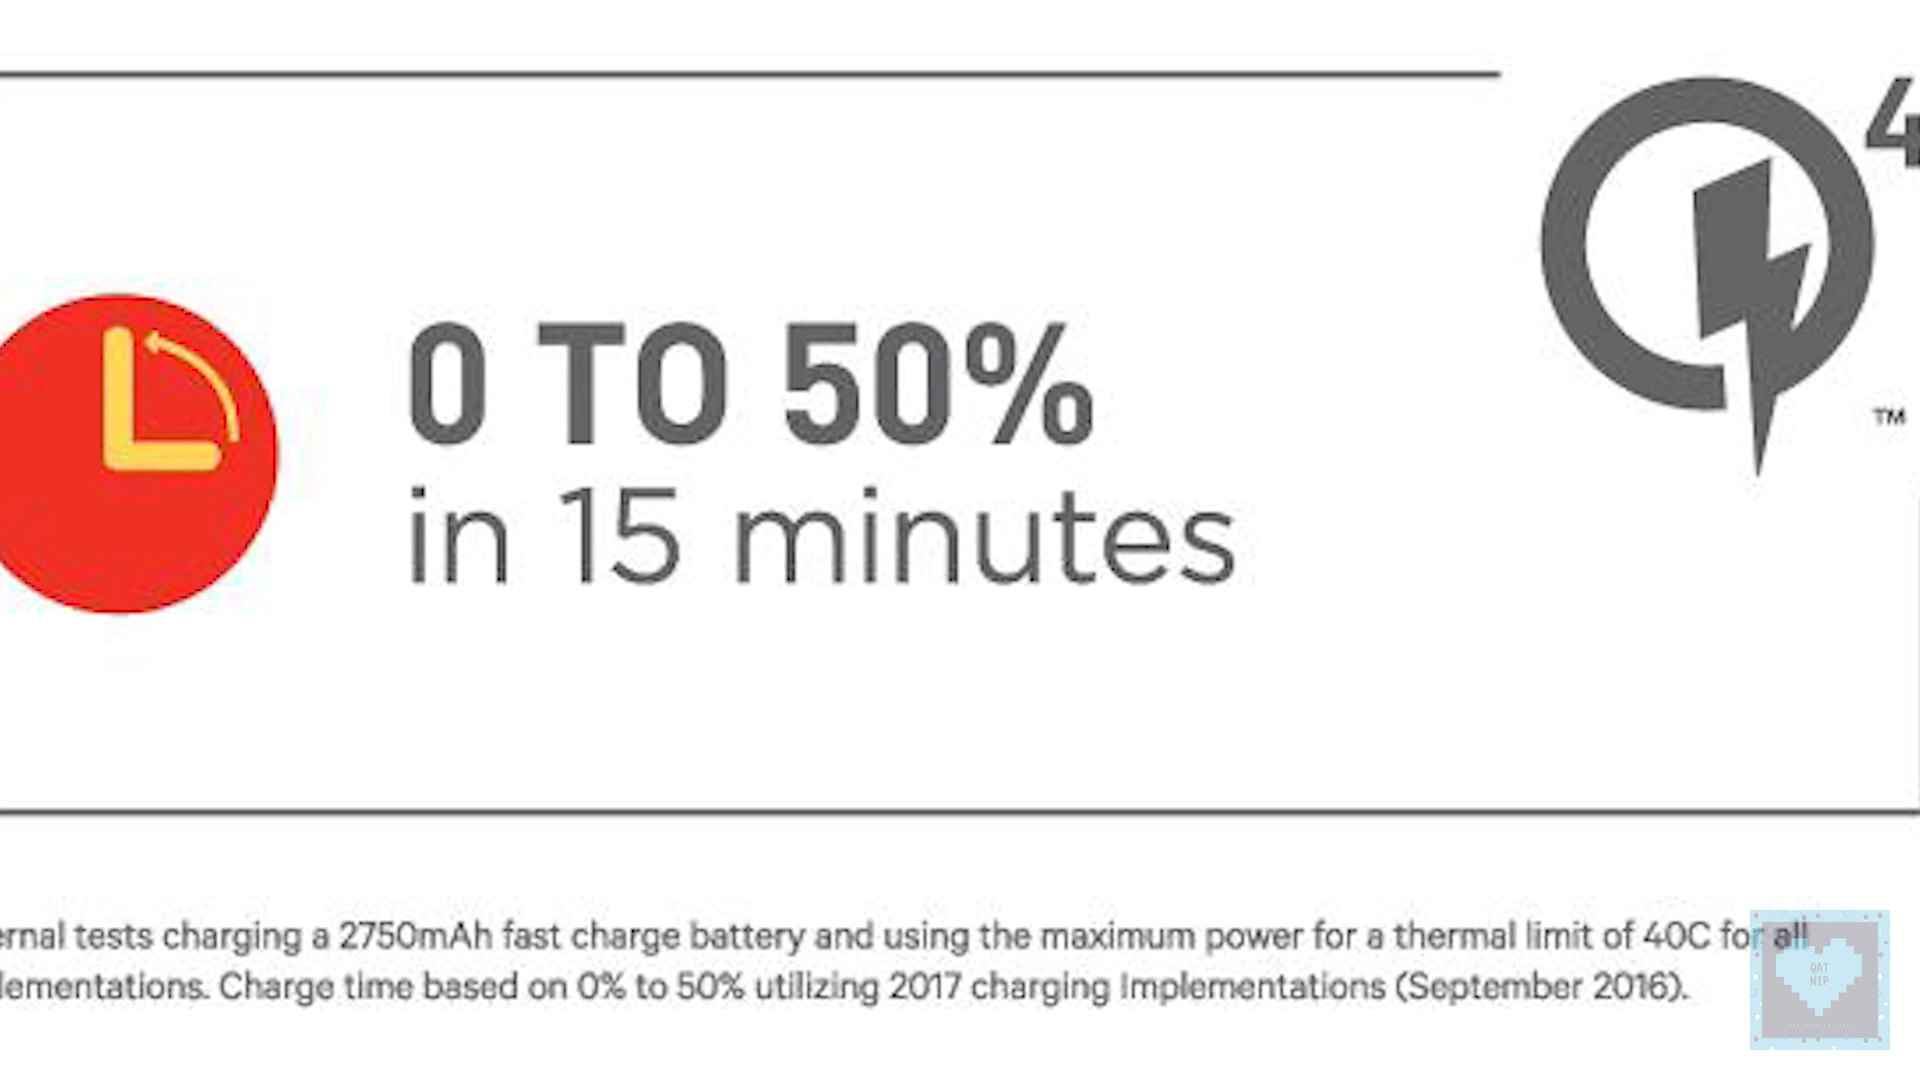 4
0 TO 50%
in 15 minutes
™
ernal tests charging a 2750mAh fast charge battery and using the maximum power for a thermal limit of 40C for all
lementations. Charge time based on 0% to 50% utilizing 2017 charging Implementations (September 2016).
QAT
NIP